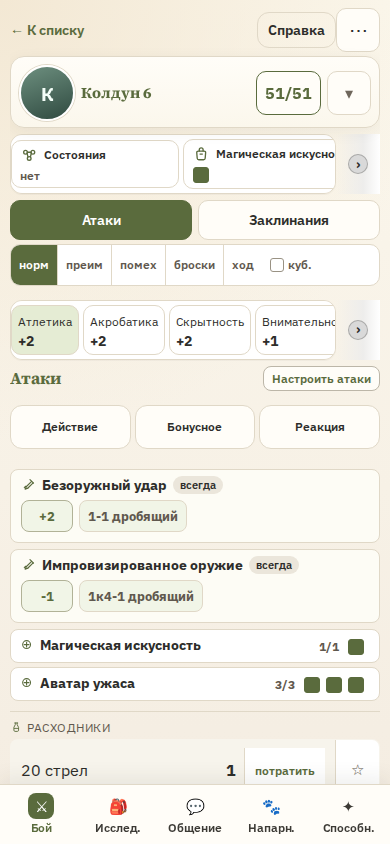 ← К списку
Справка
...
К
Колдун 6
51/51
▼
Состояния
нет
Магическая искусно
›
Атаки
Заклинания
норм
преим
помех
броски
ход
куб.
Атлетика
+2
Акробатика
+2
Скрытность
+2
Внимательно
+1
›
Атаки
Настроить атаки
Действие
Бонусное
Реакция
Безоружный удар
всегда
+2
1-1 дробящий
Импровизированное оружие
всегда
-1
1к4-1 дробящий
Магическая искусность
1/1
Аватар ужаса
3/3
РАСХОДНИКИ
20 стрел
1
потратить
☆
Бой
Исслед.
Общение
Напарн.
Способн.